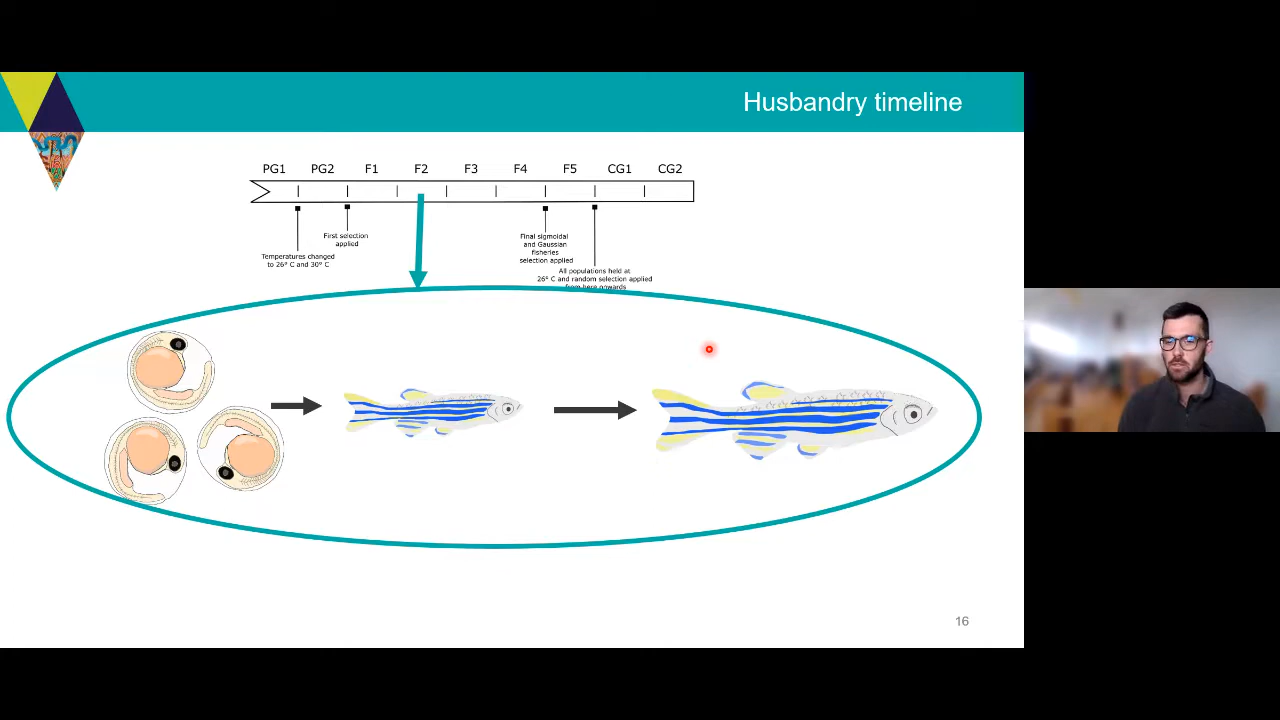 Husbandry timeline
PG1 PG2 F1 F2 F3 F4 F5 CG1 CG2
First selection
applied
Temperatures changed
to 26° C and 30° C
Final sigmoidal
and Gaussian
fisheries
selection applied
All populations held at
26° C and random selection applied
from here onwards
16